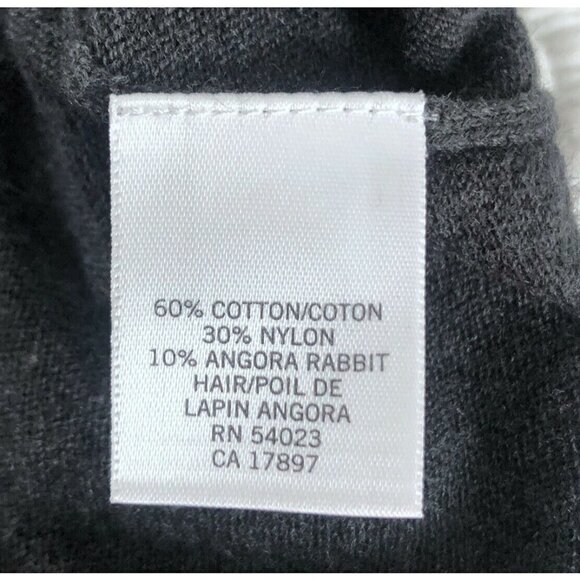 60% COTTON/COTON
30% NYLON
10% ANGORA RABBIT
HAIR/POIL DE
LAPIN ANGORA
RN 54023
CA 17897